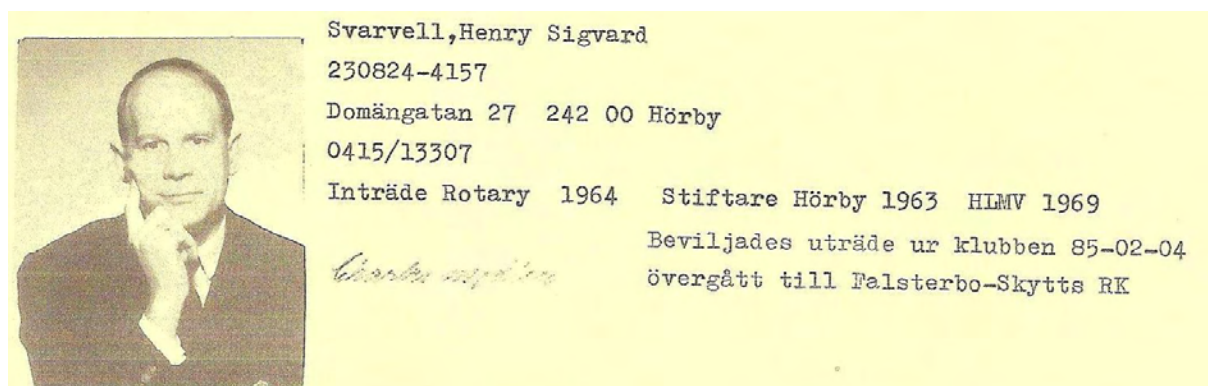 Svarvell,Henry Sigvard
230824-4157
Domängatan 27 242 00 Hörby
0415/13307
Inträde Rotary 1964 Stiftare Hörby 1963 HLMV 1969
Beviljades uträde ur klubben 85-02-04
övergått till Falsterbo-Skytts RK